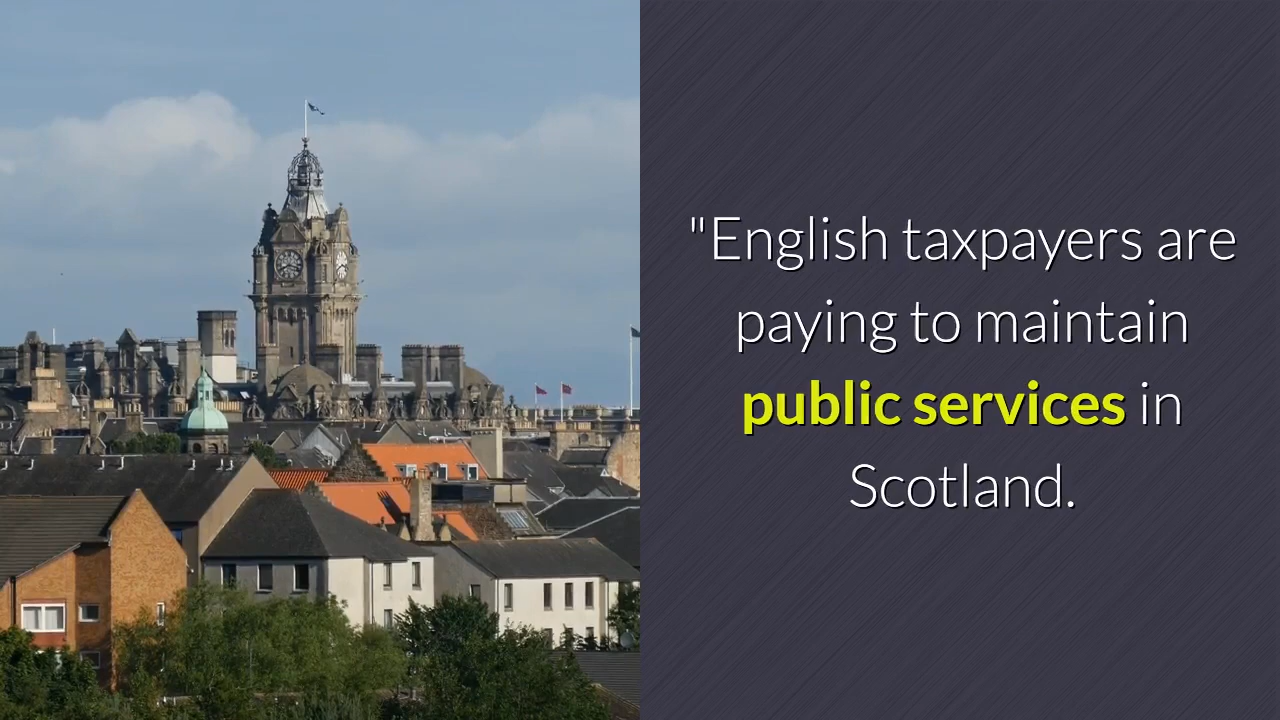 "English taxpayers are
paying to maintain
public services in
Scotland.